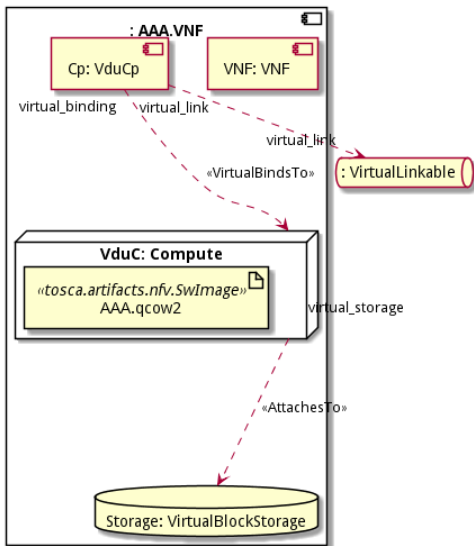 : AAA.VNF
Cp: VduCp
VNF: VNF
virtual_binding
virtual_link
virtual_link
«VirtualBindsTo»
: VirtualLinkable
VduC: Compute
«tosca.artifacts.nfv.SwImage»
AAA.qcow2
virtual_storage
«AttachesTo»
Storage: VirtualBlockStorage